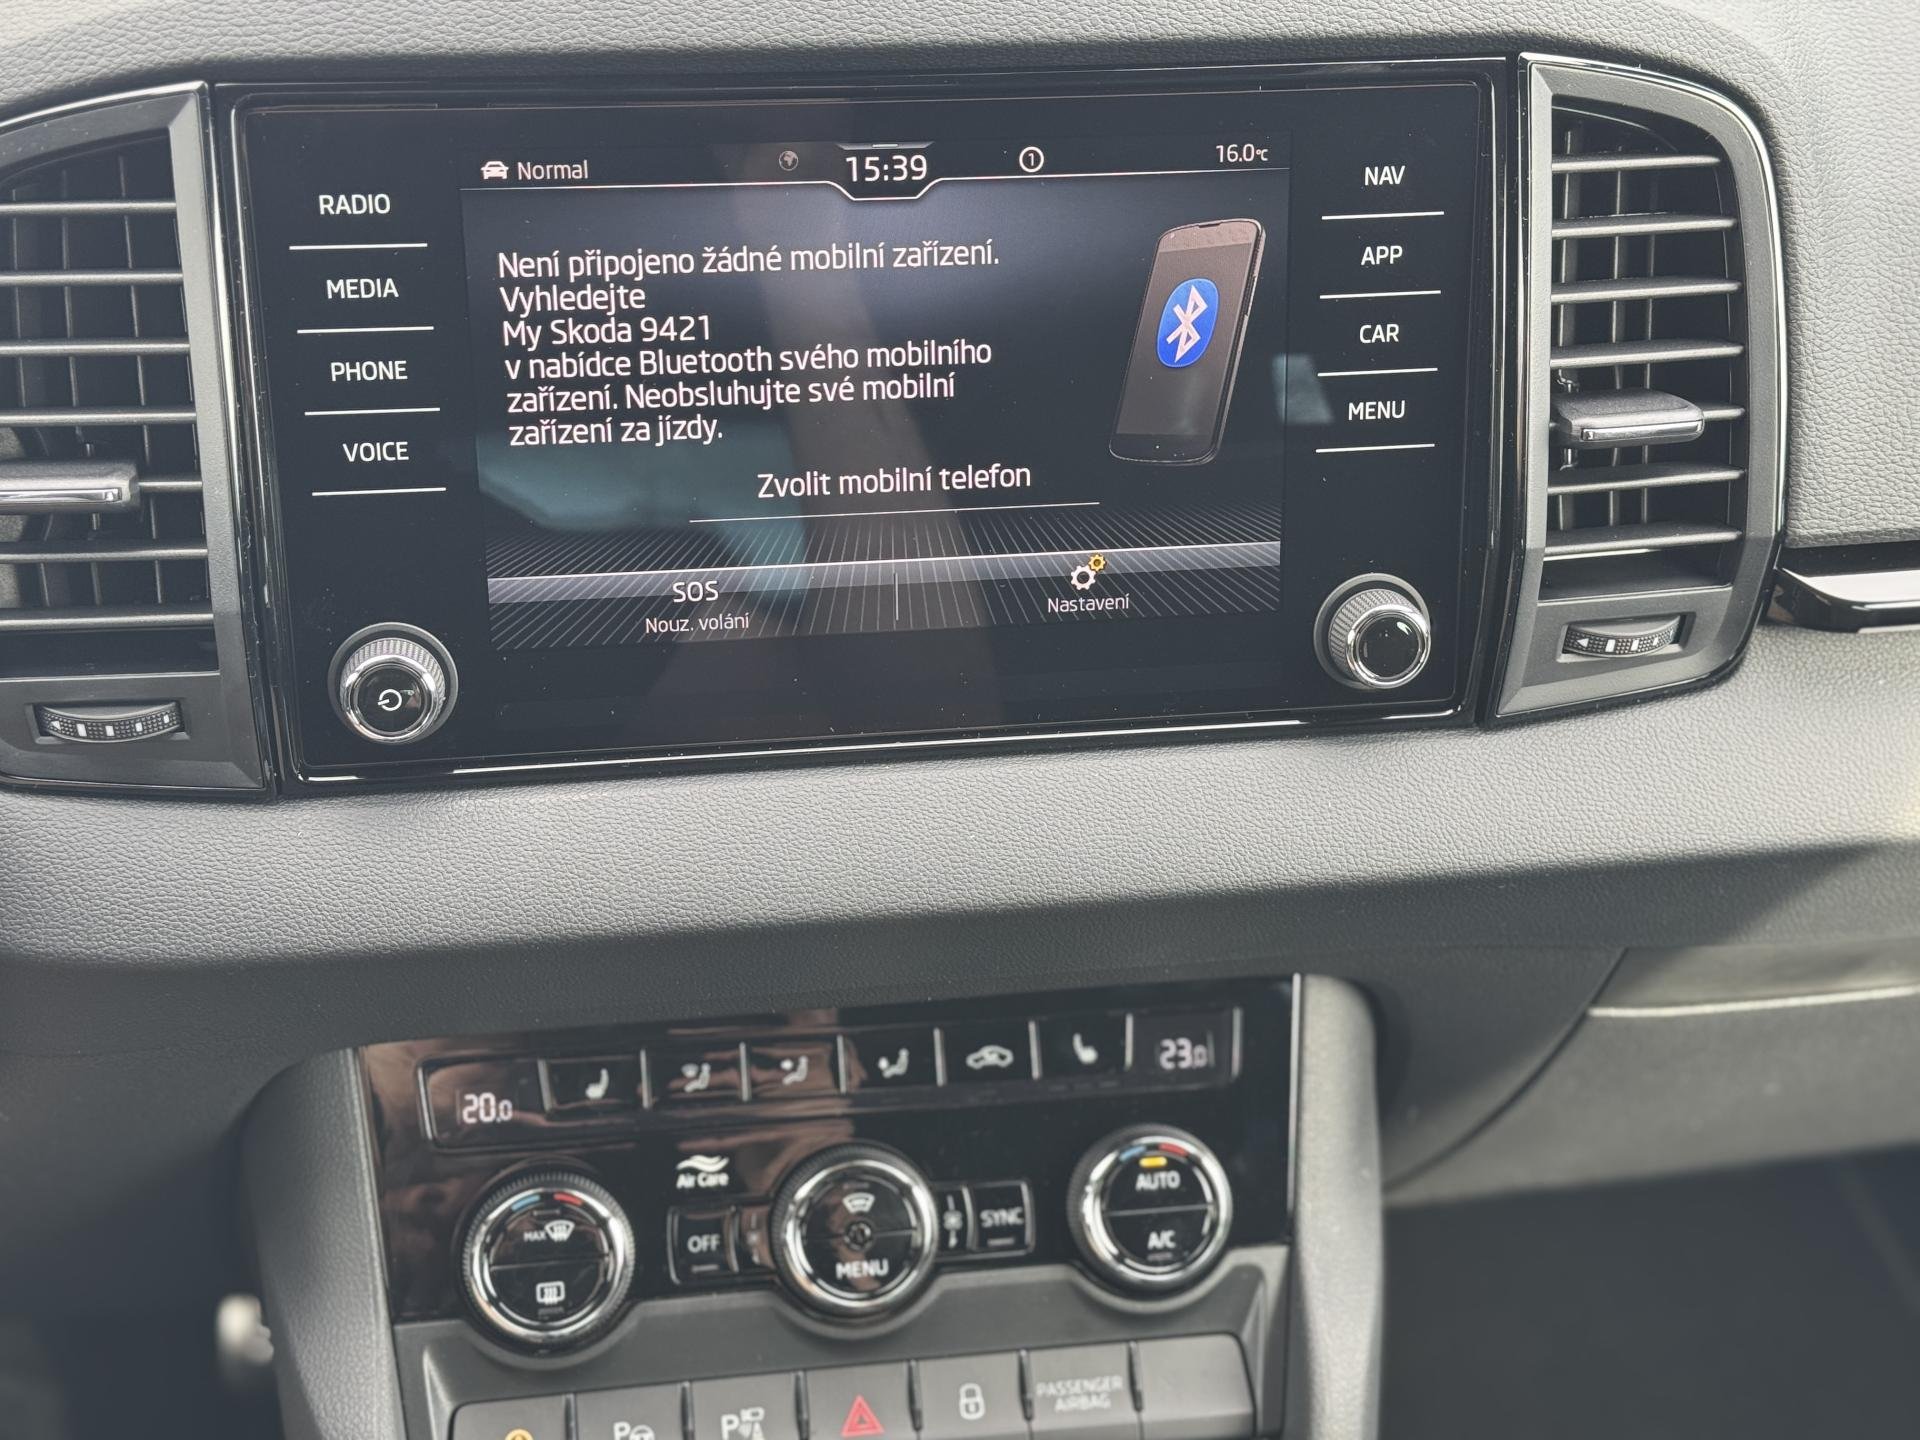 Normal
15:39
1
16.0°C
RADIO
MEDIA
PHONE
VOICE
Není připojeno žádné mobilní zařízení.
Vyhledejte
My Skoda 9421
v nabídce Bluetooth svého mobilního
zařízení. Neobsluhujte své mobilní
zařízení za jízdy.
Zvolit mobilní telefon
SOS
Nouz. volání
Nastavení
NAV
APP
CAR
MENU
20.0
23.0
Air Care
MAX
OFF
MENU
SYNC
AUTO
A/C
P
P
PASSENGER
AIRBAG